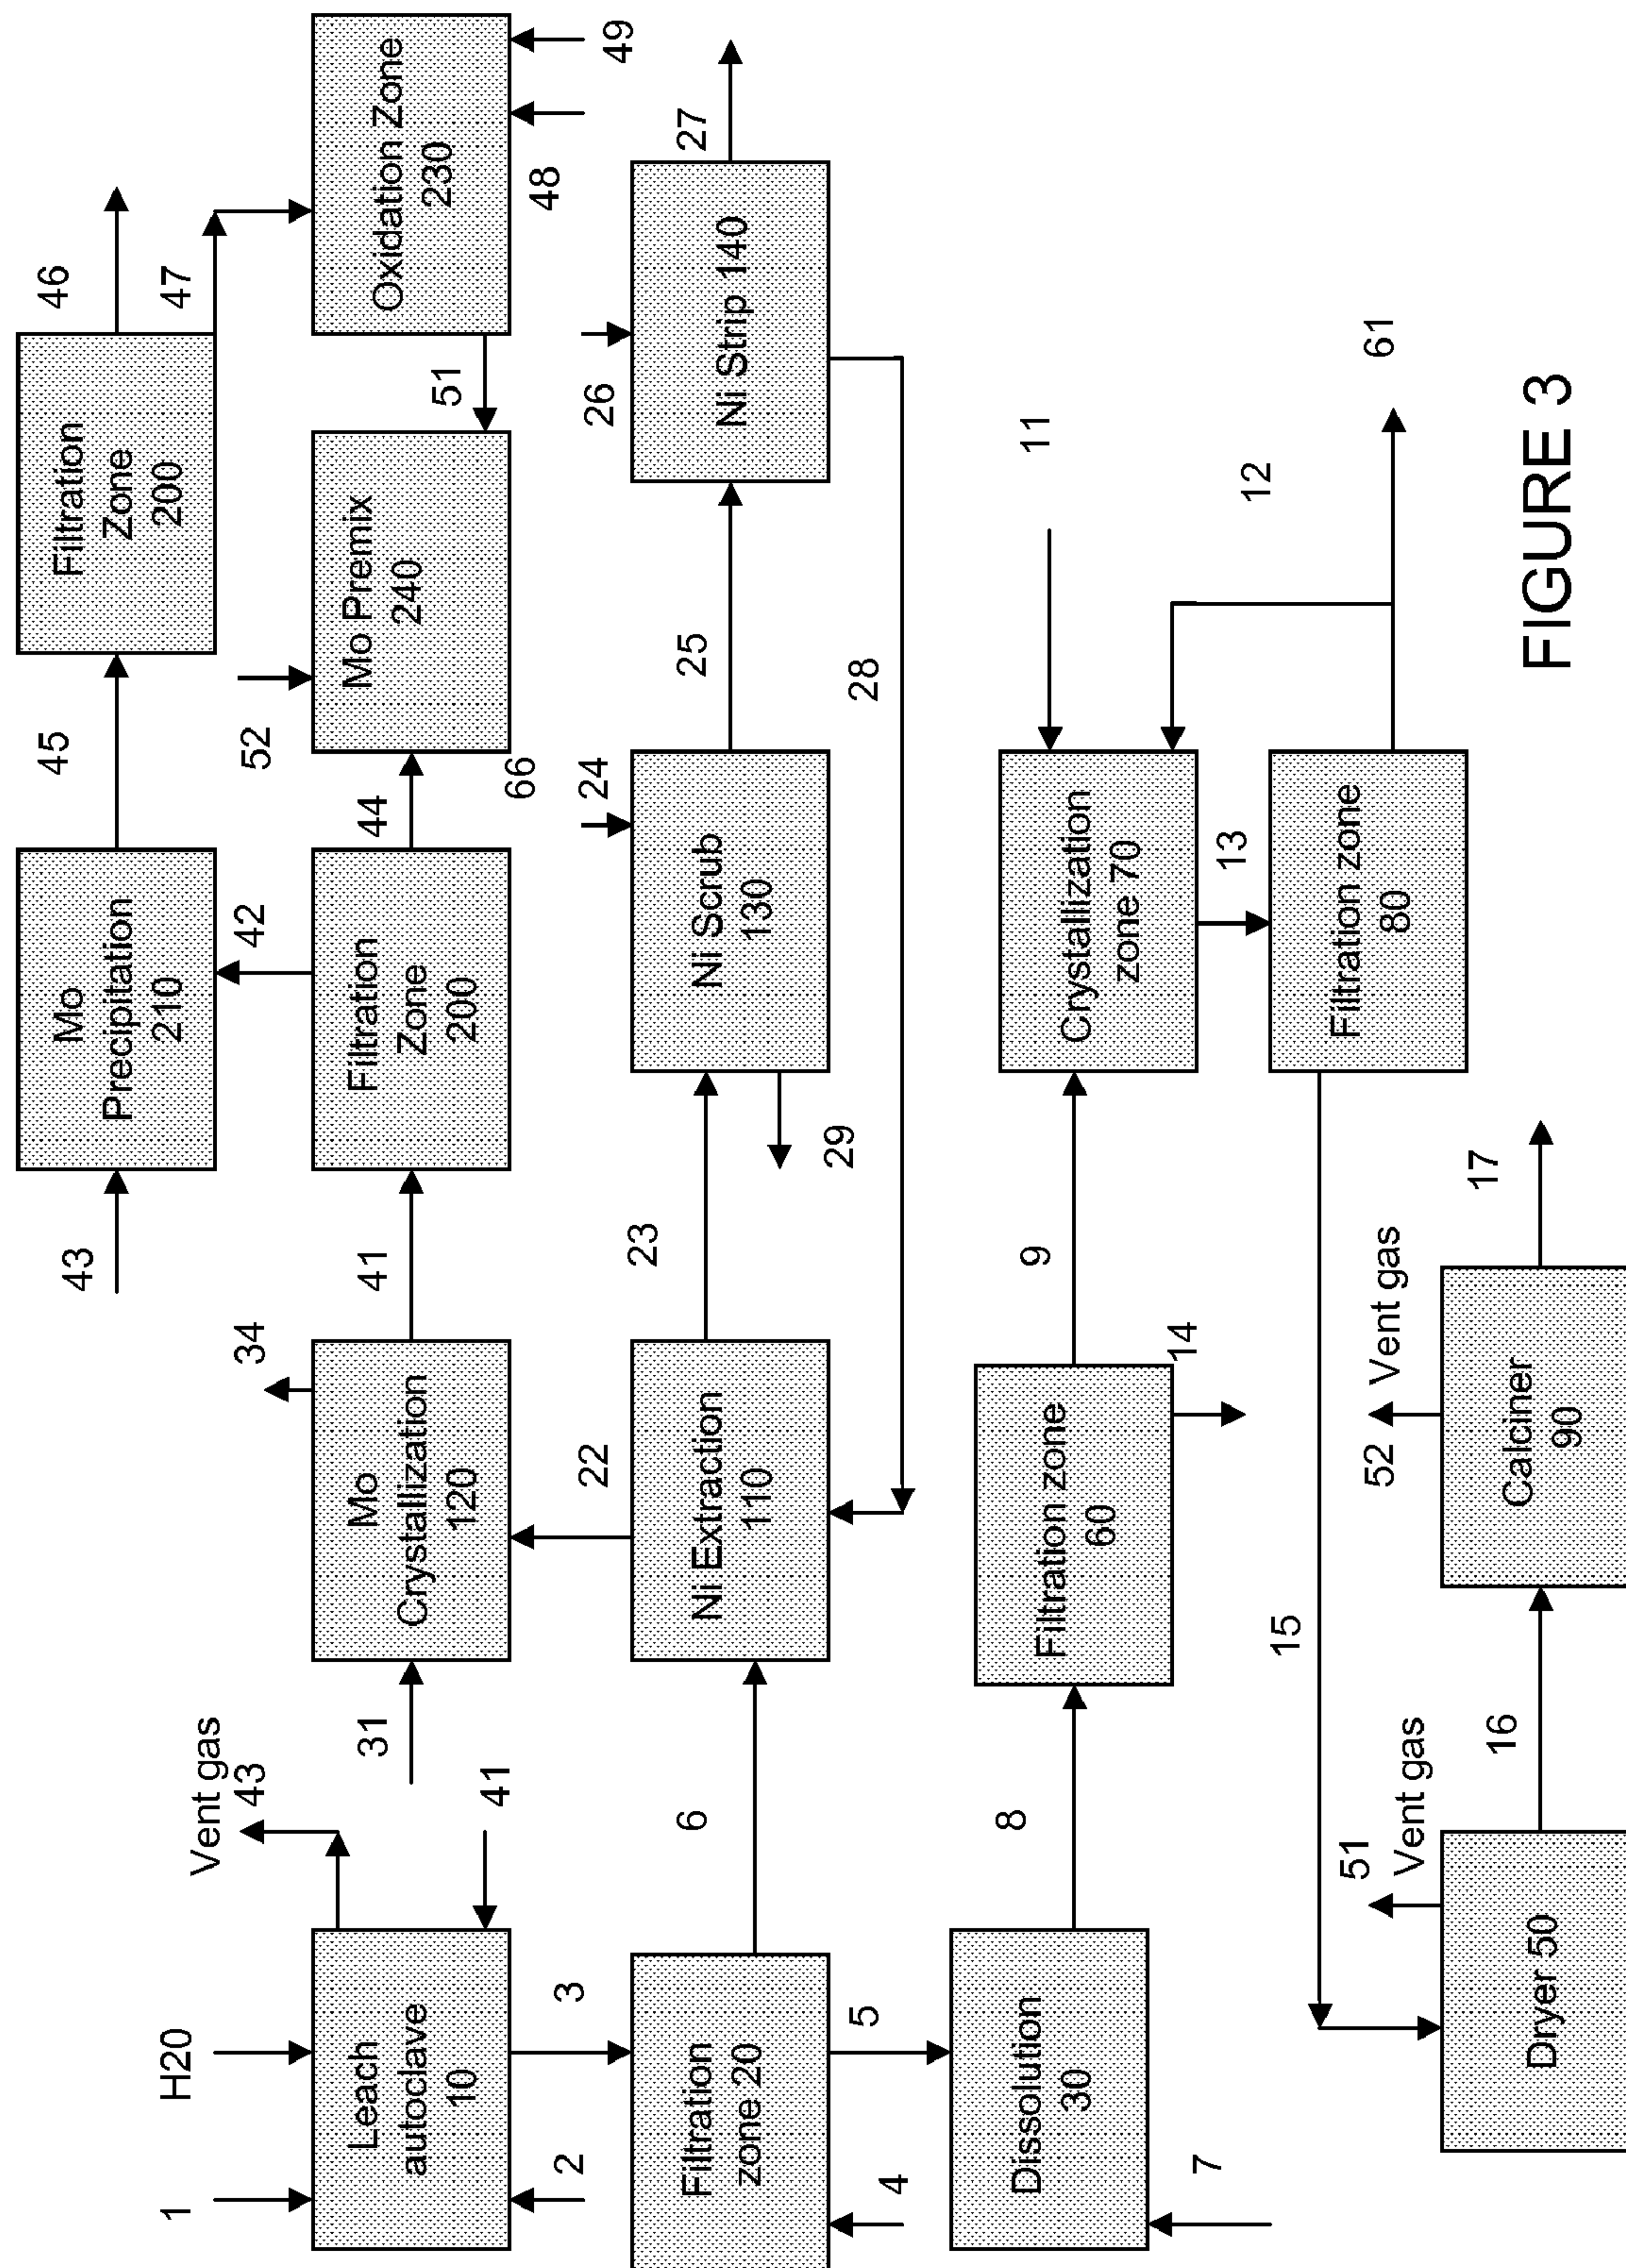 43
Mo
Precipitation
210
45
Filtration
Zone
200
46
47
42
H20
1
Vent gas
43
34
52
Leach
autoclave
10
31
Mo
Crystallization
120
41
Filtration
Zone
200
44
Mo Premix
240
51
Oxidation Zone
230
2
3
41
22
66
24
26
48
49
Filtration
zone 20
6
Ni Extraction
110
23
Ni Scrub
130
25
Ni Strip 140
27
4
5
29
28
Dissolution
30
8
Filtration zone
60
9
Crystallization
zone 70
11
7
14
13
12
15
Filtration zone
80
61
51
Vent gas
52
Vent gas
Dryer 50
16
Calciner
90
17
FIGURE 3